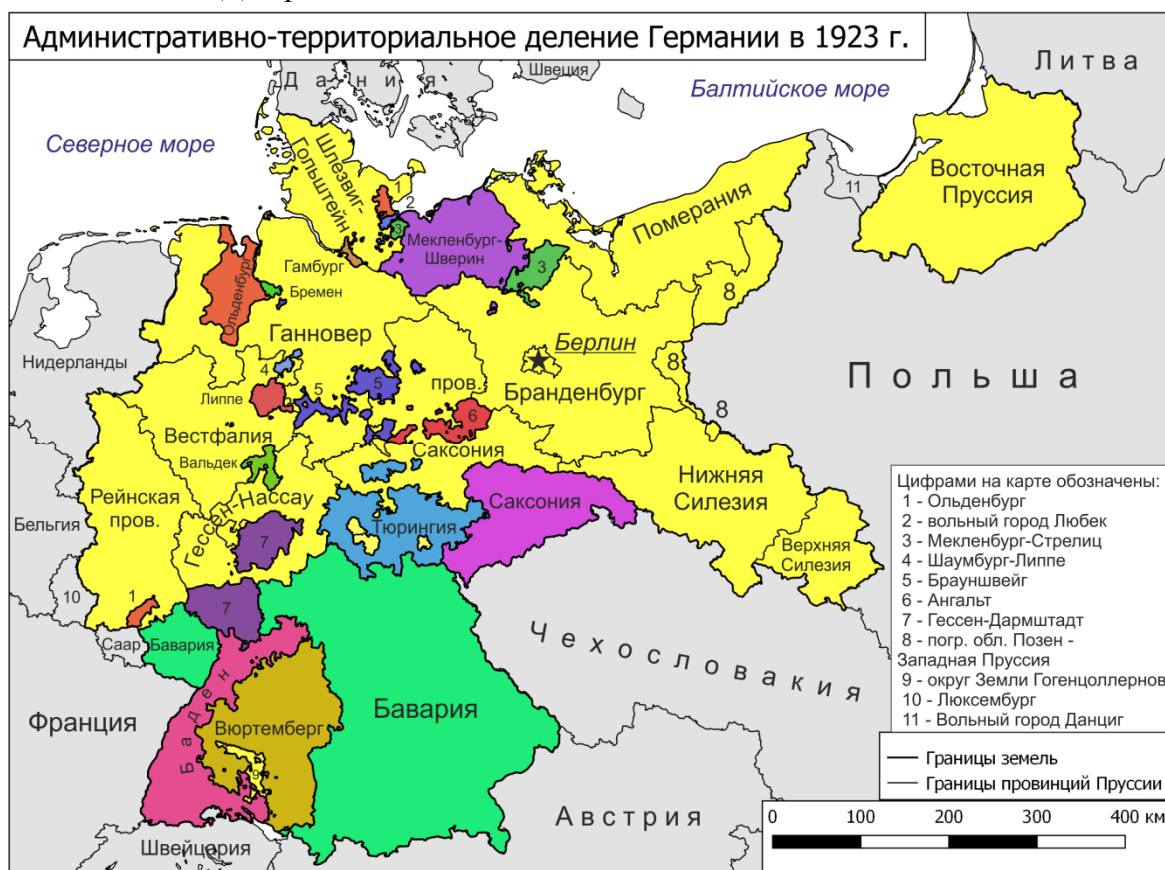 Административно-территориальное деление Германии в 1923 г.
Дания
Швеция
Литва
Балтийское море
Северное море
Шлезвиг-
Гольштейн
1
2
3
11
Восточная
Пруссия
Померания
Мекленбург-
Шверин
3
8
Гамбург
Бремен
Ольденбург
Ганновер
Берлин
Нидерланды
4
5
5
пров.
8
Польша
Бранденбург
Липпе
6
8
Вестфалия
Саксония
Вальдек
Нижняя
Силезия
Рейнская
пров.
Гессен-Нассау
Саксония
Тюрингия
Бельгия
7
Верхняя
Силезия
10
1
7
Саар
Бавария
Чехословакия
Франция
Баден
Вюртемберг
Бавария
9
Австрия
Швейцария
Цифрами на карте обозначены:
1 - Ольденбург
2 - вольный город Любек
3 - Мекленбург-Стрелиц
4 - Шаумбург-Липпе
5 - Брауншвейг
6 - Ангальт
7 - Гессен-Дармштадт
8 - погр. обл. Позен -
Западная Пруссия
9 - округ Земли Гогенцоллернов
10 - Люксембург
11 - Вольный город Данциг
Границы земель
Границы провинций Пруссии
0 100 200 300 400 км